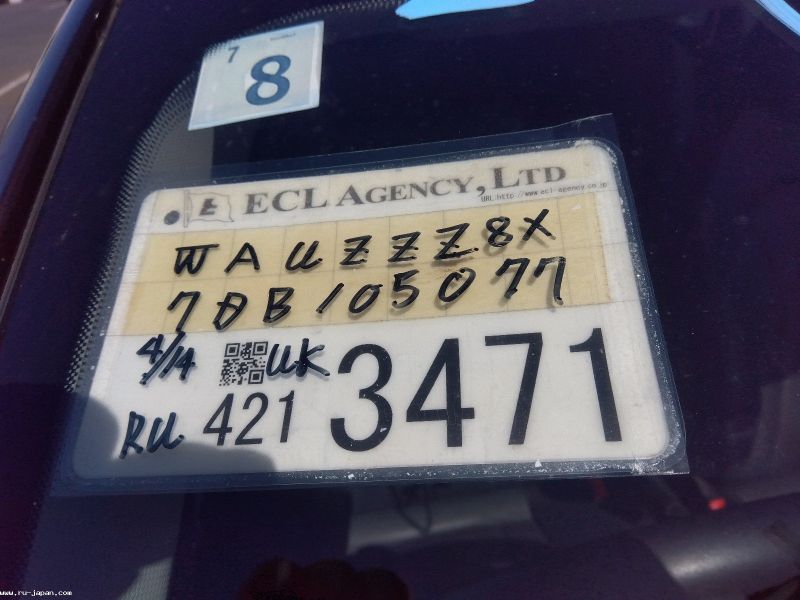 7
8
ECL AGENCY, LTD
URL http://www.ecl-agency.co.jp
WAUZZZ8X
7DB105077
4/14 UK
RU 421 3471
www.ru-japan.com